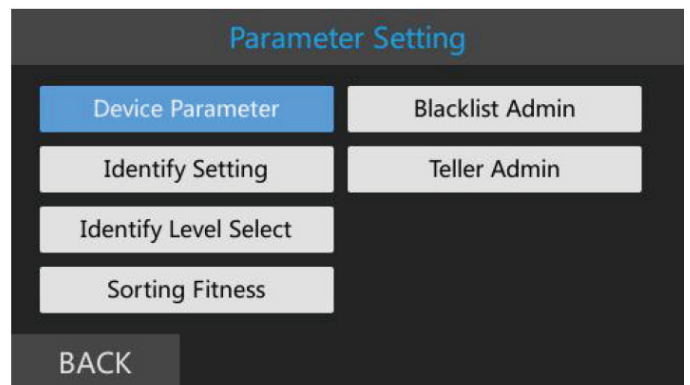 Parameter Setting
Device Parameter
Blacklist Admin
Identify Setting
Teller Admin
Identify Level Select
Sorting Fitness
BACK